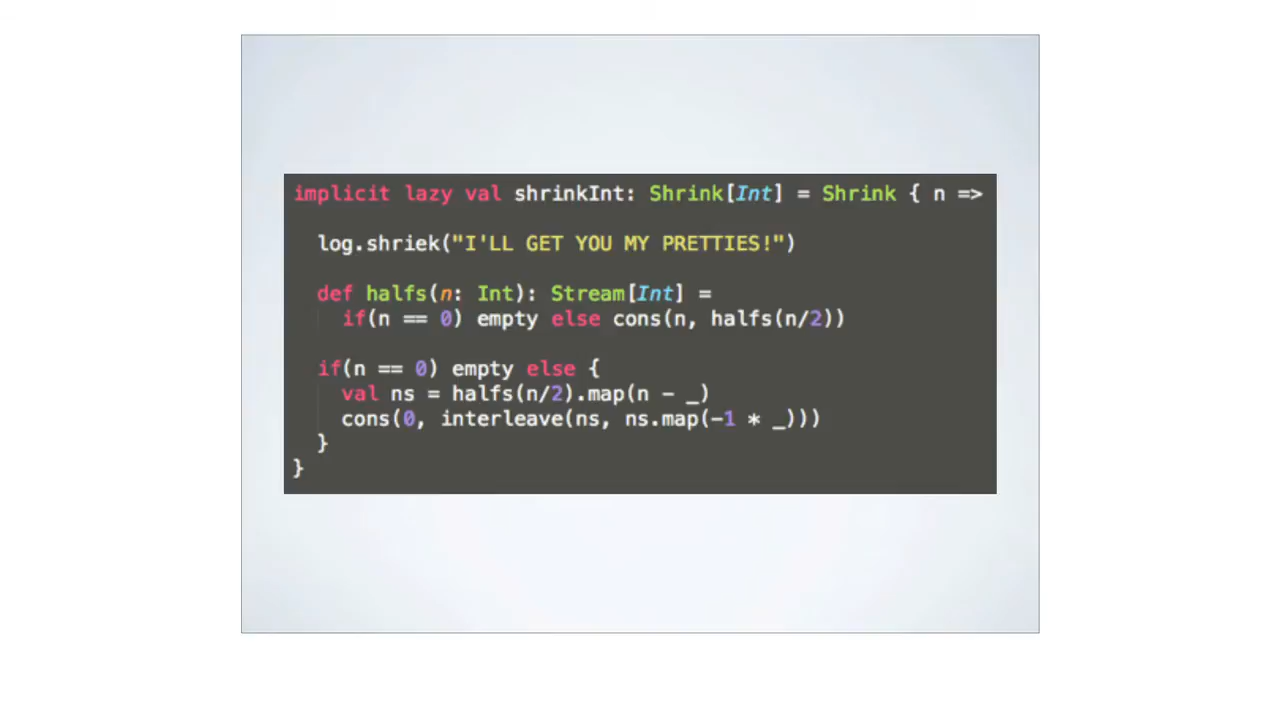 implicit lazy val shrinkInt: Shrink[Int] = Shrink { n =>
log.shriek("I'LL GET YOU MY PRETTIES!")
def halfs(n: Int): Stream[Int] =
if(n == 0) empty else cons(n, halfs(n/2))
if(n == 0) empty else {
val ns = halfs(n/2).map(n - _)
cons(0, interleave(ns, ns.map(-1 * _)))
}
}